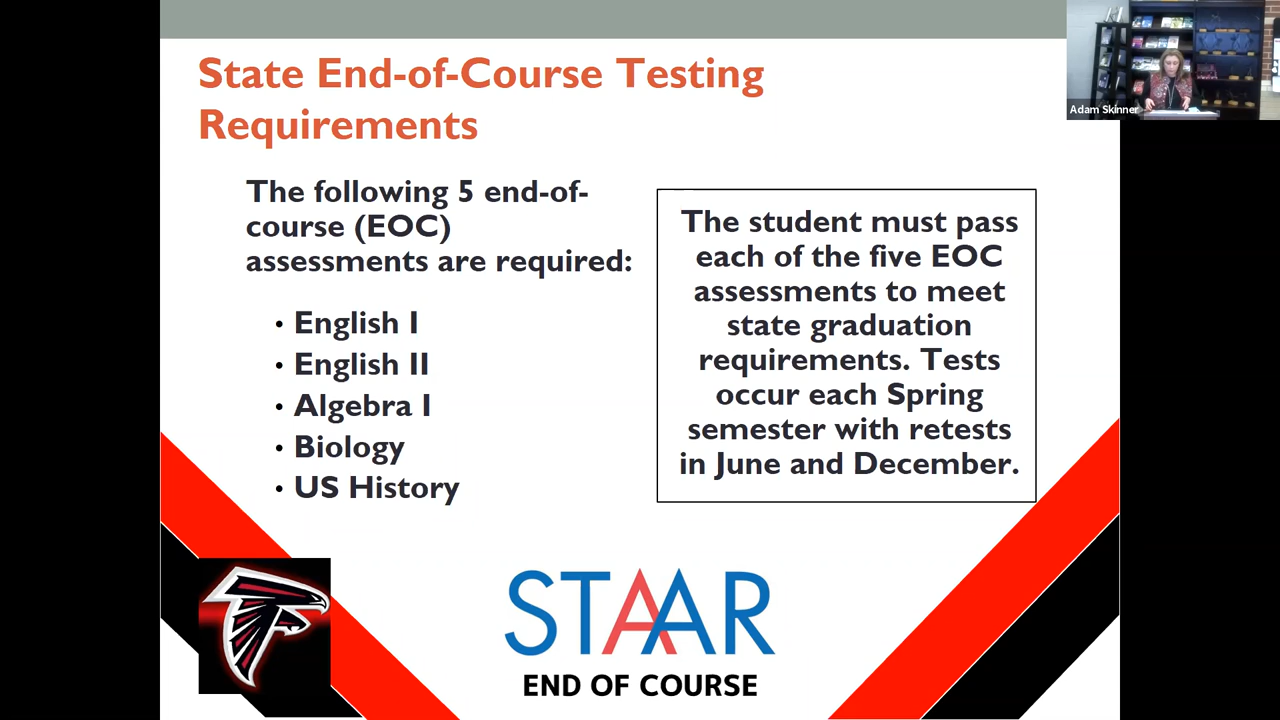 State End-of-Course Testing
Requirements
The following 5 end-of-
course (EOC)
assessments are required:
• English I
• English II
• Algebra I
• Biology
• US History
The student must pass
each of the five EOC
assessments to meet
state graduation
requirements. Tests
occur each Spring
semester with retests
in June and December.
STAAR
END OF COURSE
Adam Skinner